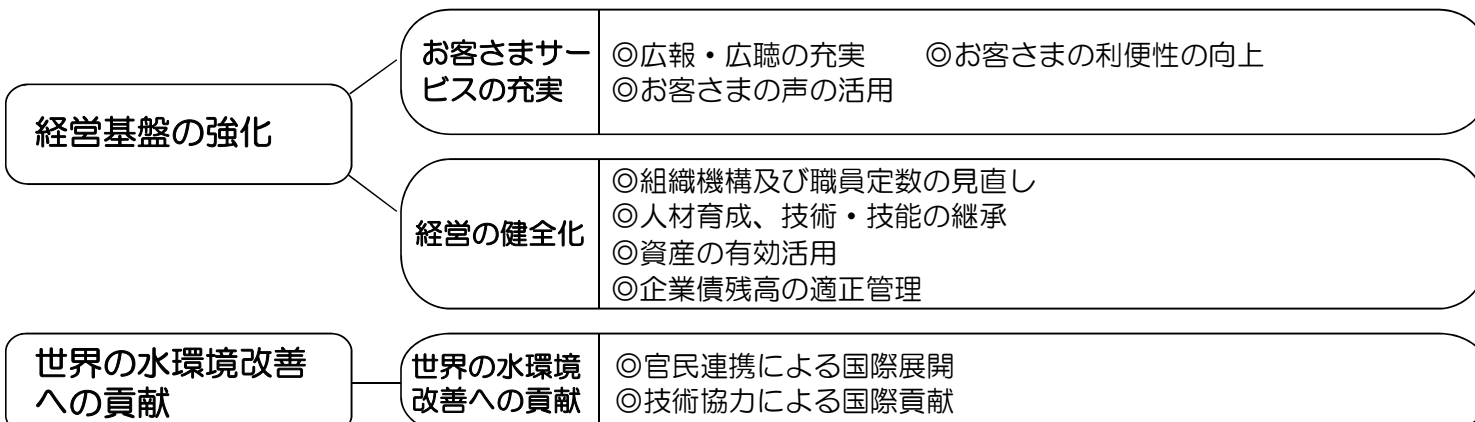 経営基盤の強化
お客さまサー
ビスの充実
◎広報・広聴の充実　　◎お客さまの利便性の向上
◎お客さまの声の活用
経営の健全化
◎組織機構及び職員定数の見直し
◎人材育成、技術・技能の継承
◎資産の有効活用
◎企業債残高の適正管理
世界の水環境改善
への貢献
世界の水環境
改善への貢献
◎官民連携による国際展開
◎技術協力による国際貢献